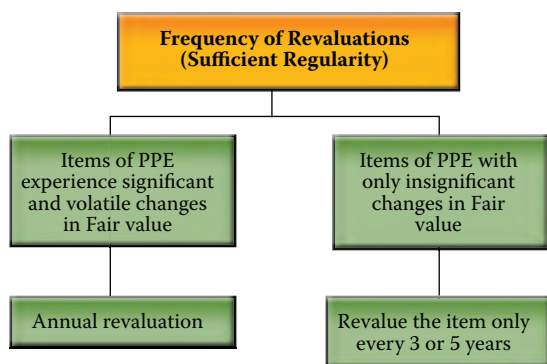 Frequency of Revaluations
(Sufficient Regularity)
Items of PPE
experience significant
and volatile changes
in Fair value
Items of PPE with
only insignificant
changes in Fair
value
Annual revaluation
Revalue the item only
every 3 or 5 years